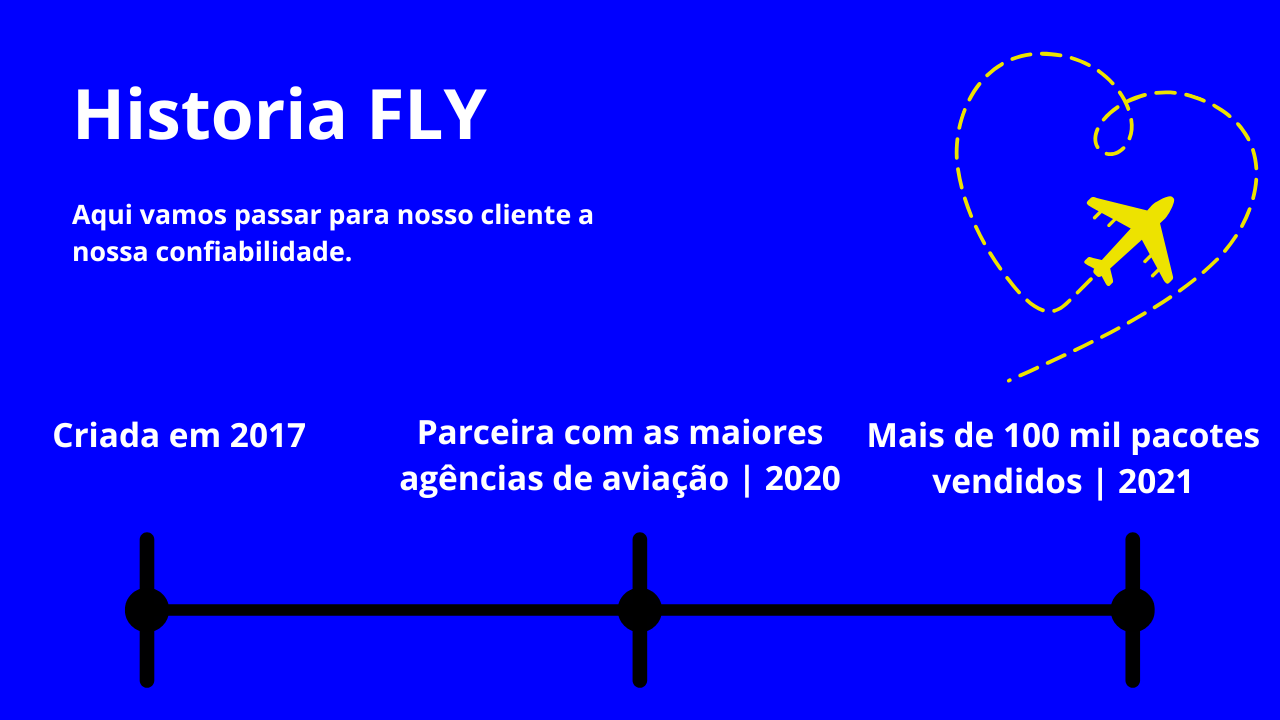 Historia FLY
Aqui vamos passar para nosso cliente a
nossa confiabilidade.
Criada em 2017
Parceira com as maiores
agências de aviação | 2020
Mais de 100 mil pacotes
vendidos | 2021